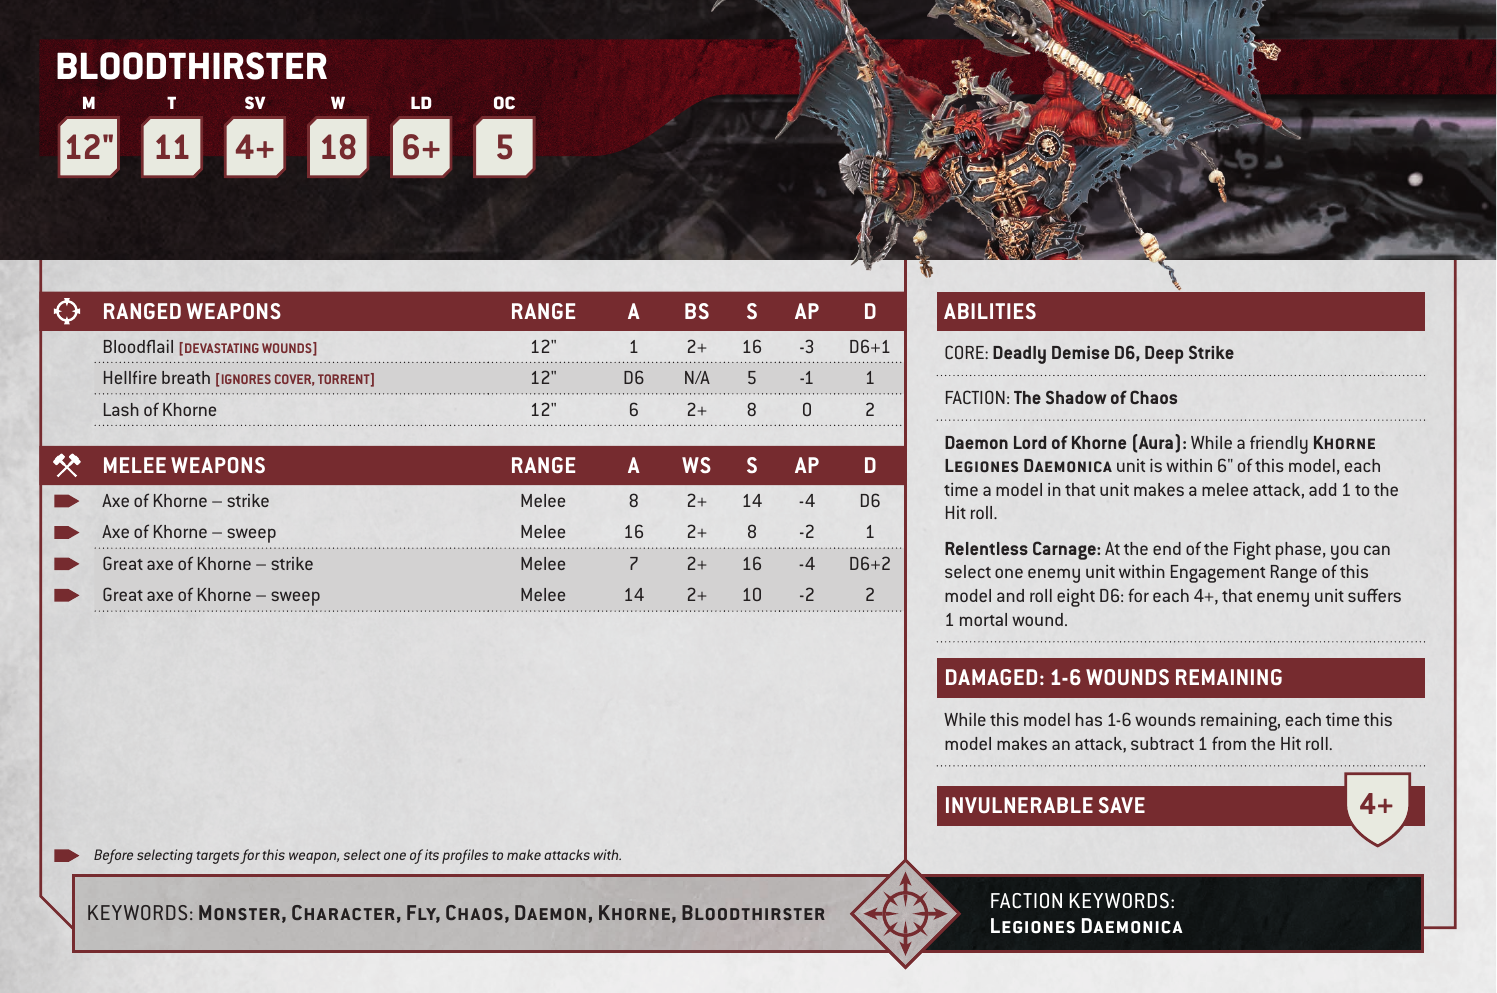 BLOODTHIRSTER
M T SV W LD OC
12" 11 4+ 18 6+ 5
RANGED WEAPONS RANGE A BS S AP D
Bloodflail [DEVASTATING WOUNDS] 12" 1 2+ 16 -3 D6+1
Hellfire breath [IGNORES COVER, TORRENT] 12" D6 N/A 5 -1 1
Lash of Khorne 12" 6 2+ 8 0 2
MELEE WEAPONS RANGE A WS S AP D
Axe of Khorne – strike Melee 8 2+ 14 -4 D6
Axe of Khorne – sweep Melee 16 2+ 8 -2 1
Great axe of Khorne – strike Melee 7 2+ 16 -4 D6+2
Great axe of Khorne – sweep Melee 14 2+ 10 -2 2
Before selecting targets for this weapon, select one of its profiles to make attacks with.
ABILITIES
CORE: Deadly Demise D6, Deep Strike
FACTION: The Shadow of Chaos
Daemon Lord of Khorne (Aura): While a friendly KHORNE
LEGIONES DAEMONICA unit is within 6" of this model, each
time a model in that unit makes a melee attack, add 1 to the
Hit roll.
Relentless Carnage: At the end of the Fight phase, you can
select one enemy unit within Engagement Range of this
model and roll eight D6: for each 4+, that enemy unit suffers
1 mortal wound.
DAMAGED: 1-6 WOUNDS REMAINING
While this model has 1-6 wounds remaining, each time this
model makes an attack, subtract 1 from the Hit roll.
INVULNERABLE SAVE 4+
KEYWORDS: MONSTER, CHARACTER, FLY, CHAOS, DAEMON, KHORNE, BLOODTHIRSTER
FACTION KEYWORDS:
LEGIONES DAEMONICA